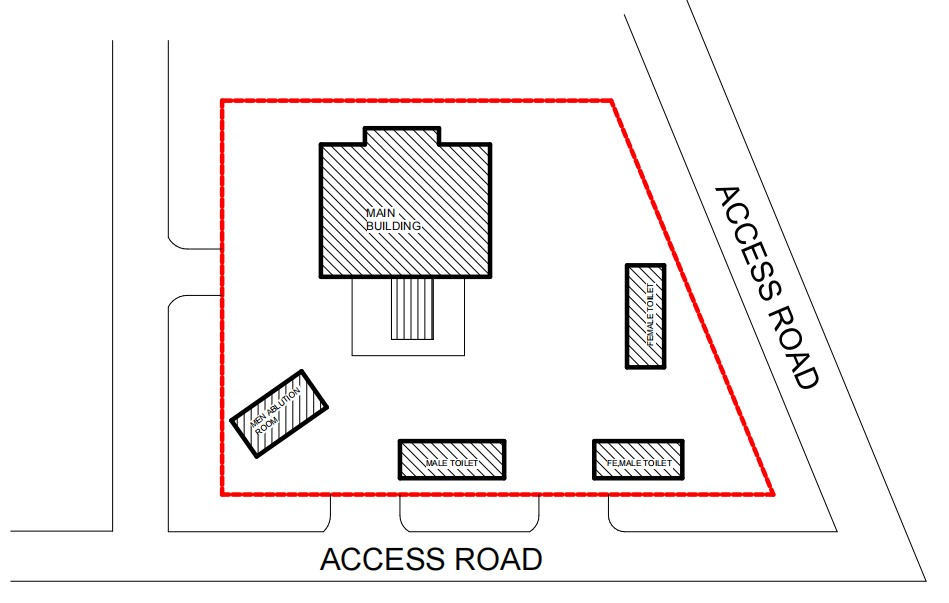 MAIN
BUILDING
ACCESS ROAD
FEMALE TOILET
MEN ABLUTION
ROOM
MALE TOILET
FE,MALE TOILET
ACCESS ROAD